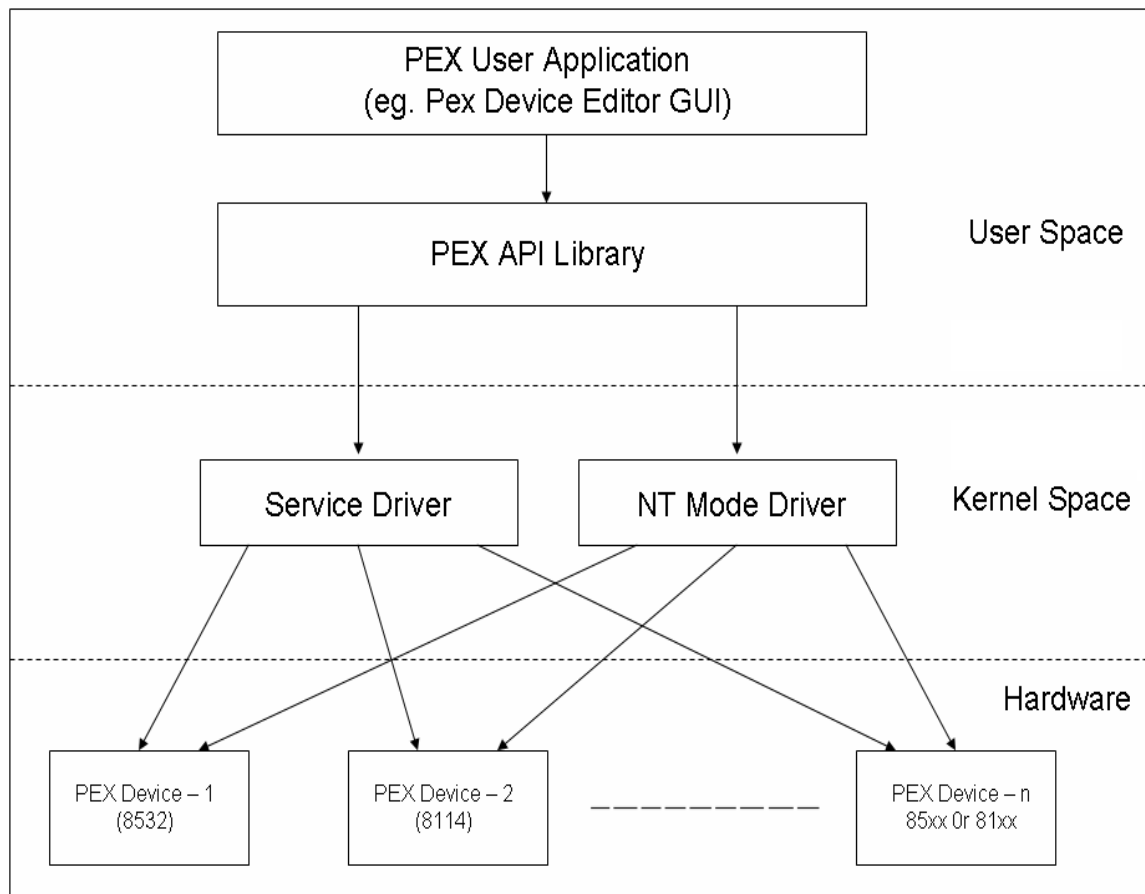 PEX User Application
(eg. Pex Device Editor GUI)
PEX API Library
User Space
Service Driver
NT Mode Driver
Kernel Space
Hardware
PEX Device – 1
(8532)
PEX Device – 2
(8114)
PEX Device – n
85xx 0r 81xx